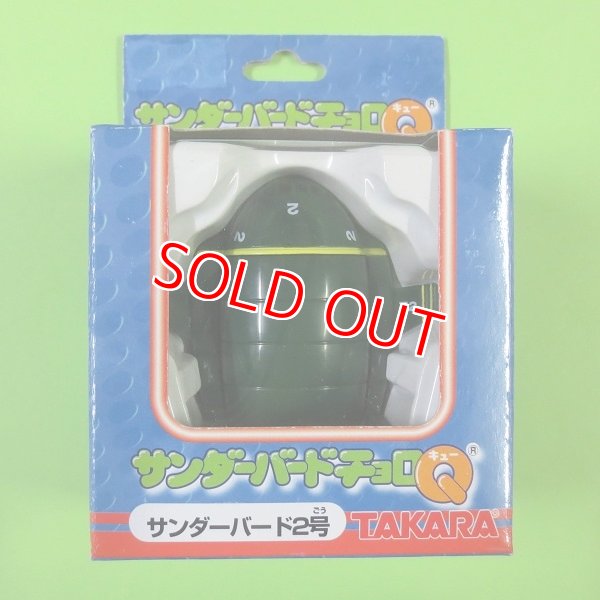 サンダーバードチョロQ®
キュー
2
2 2
2
SOLD OUT
サンダーバードチョロQ®
キュー
ごう
サンダーバード2号
TAKARA®